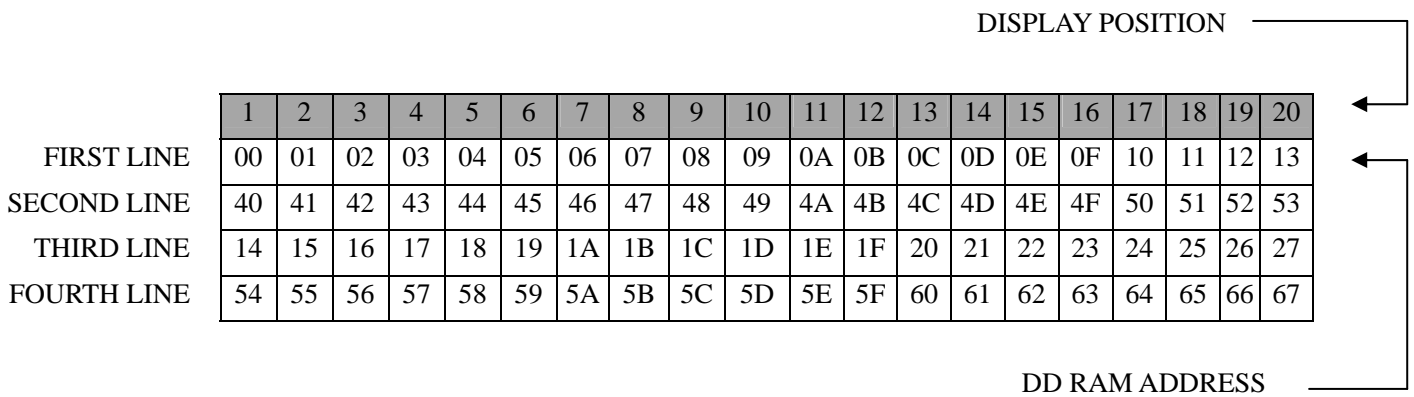 DISPLAY POSITION
1 2 3 4 5 6 7 8 9 10 11 12 13 14 15 16 17 18 19 20
FIRST LINE 00 01 02 03 04 05 06 07 08 09 0A 0B 0C 0D 0E 0F 10 11 12 13
SECOND LINE 40 41 42 43 44 45 46 47 48 49 4A 4B 4C 4D 4E 4F 50 51 52 53
THIRD LINE 14 15 16 17 18 19 1A 1B 1C 1D 1E 1F 20 21 22 23 24 25 26 27
FOURTH LINE 54 55 56 57 58 59 5A 5B 5C 5D 5E 5F 60 61 62 63 64 65 66 67
DD RAM ADDRESS